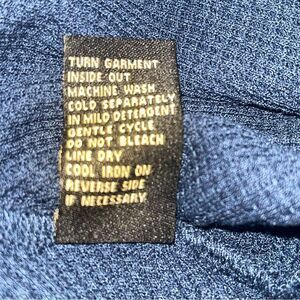 TURN GARMENT
INSIDE OUT
MACHINE WASH
COLD SEPARATELY
IN MILD DETERGENT
GENTLE CYCLE
DO NOT BLEACH
LINE DRY
COOL IRON ON
REVERSE SIDE
IF NECESSARY